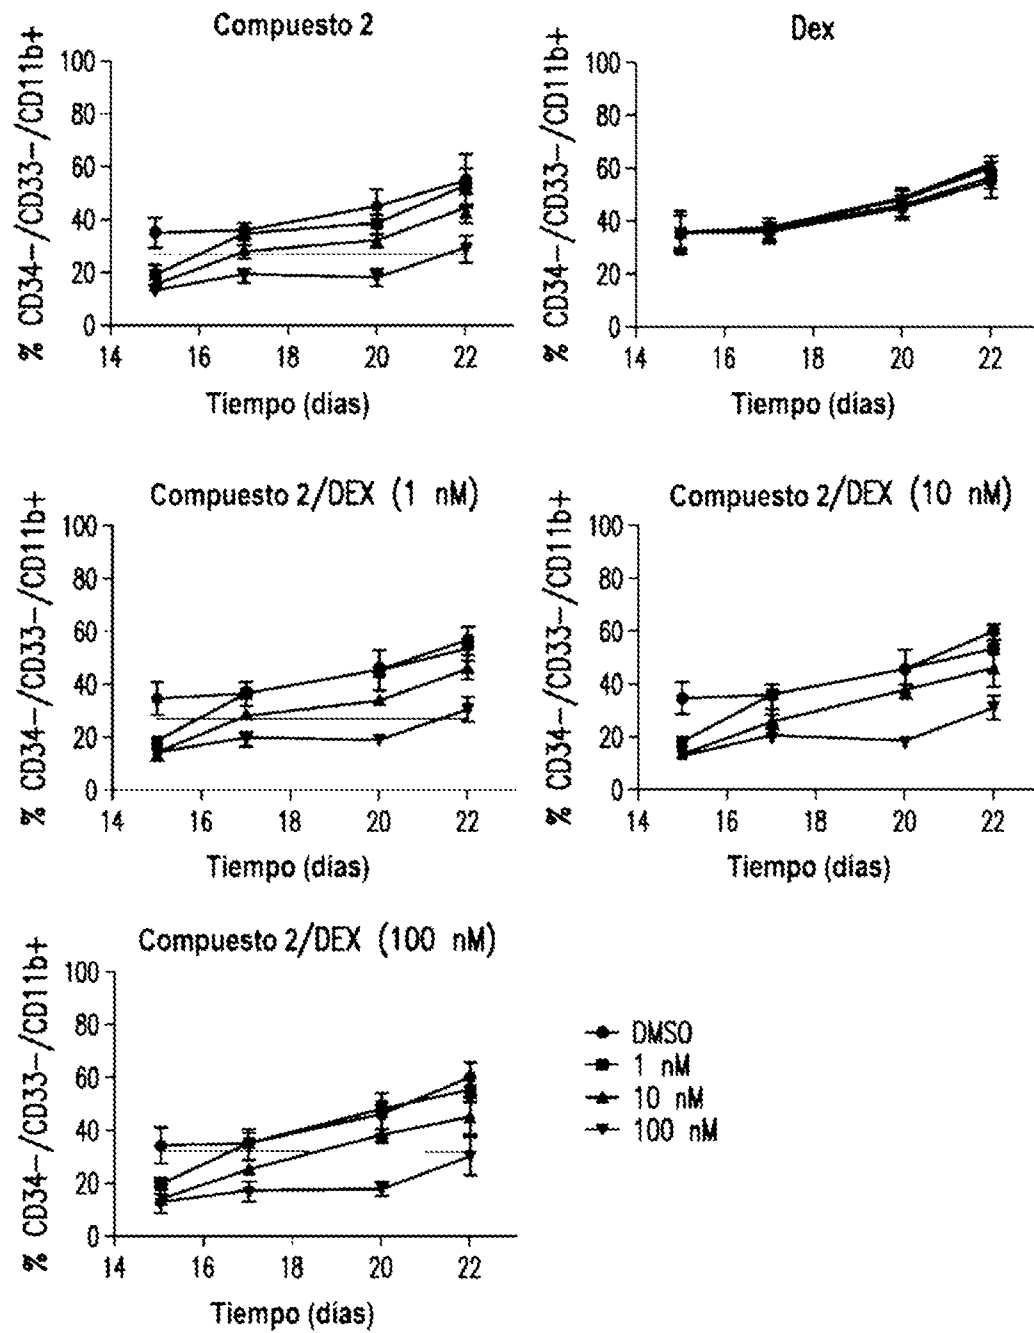 Compuesto 2
% CD34-/CD33-/CD11b+
100
80
60
40
20
0
14 16 18 20 22
Tiempo (días)
Dex
% CD34-/CD33-/CD11b+
100
80
60
40
20
0
14 16 18 20 22
Tiempo (días)
Compuesto 2/DEX (1 nM)
% CD34-/CD33-/CD11b+
100
80
60
40
20
0
14 16 18 20 22
Tiempo (días)
Compuesto 2/DEX (10 nM)
% CD34-/CD33-/CD11b+
100
80
60
40
20
0
14 16 18 20 22
Tiempo (días)
Compuesto 2/DEX (100 nM)
% CD34-/CD33-/CD11b+
100
80
60
40
20
0
14 16 18 20 22
Tiempo (días)
DMSO
1 nM
10 nM
100 nM